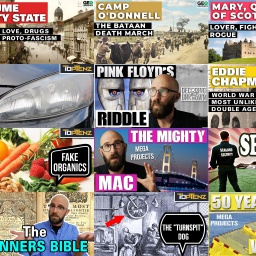 UME
TY STATE
LOVE, DRUGS
PROTO-FASCISM
CAMP
O'DONNELL
THE BATAAN
DEATH MARCH
GEO
MARY, Q
OF SCOT
LOVER, FIGH
ROGUE
TopTenz
PINK FLOYD'S
RIDDLE
EDDIE
CHAPM
WORLD WAR
MOST UNLIK
DOUBLE AGE
FAKE
ORGANICS
THE MIGHTY
MEGA
PROJECTS
MAC
TopTenz
SE
The
NNERS BIBLE
THE "TURNSPIT"
DOG
50 YEA
MEGA
PROJECTS